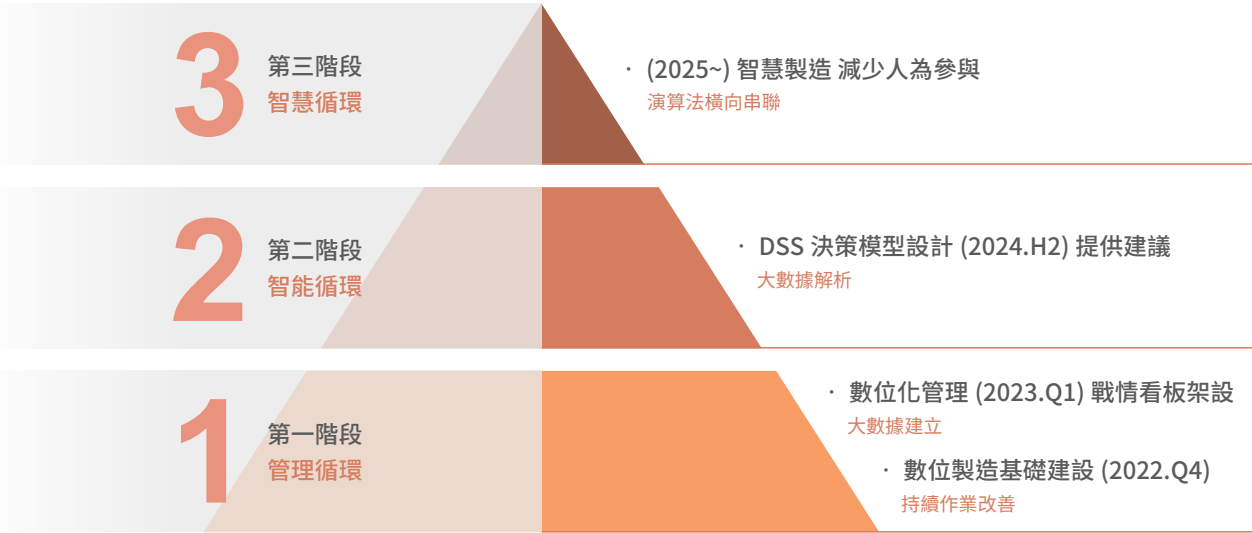 3
第三階段
智慧循環
· (2025~) 智慧製造 減少人為參與
演算法橫向串聯
2
第二階段
智能循環
· DSS 決策模型設計 (2024.H2) 提供建議
大數據解析
1
第一階段
管理循環
· 數位化管理 (2023.Q1) 戰情看板架設
大數據建立
· 數位製造基礎建設 (2022.Q4)
持續作業改善